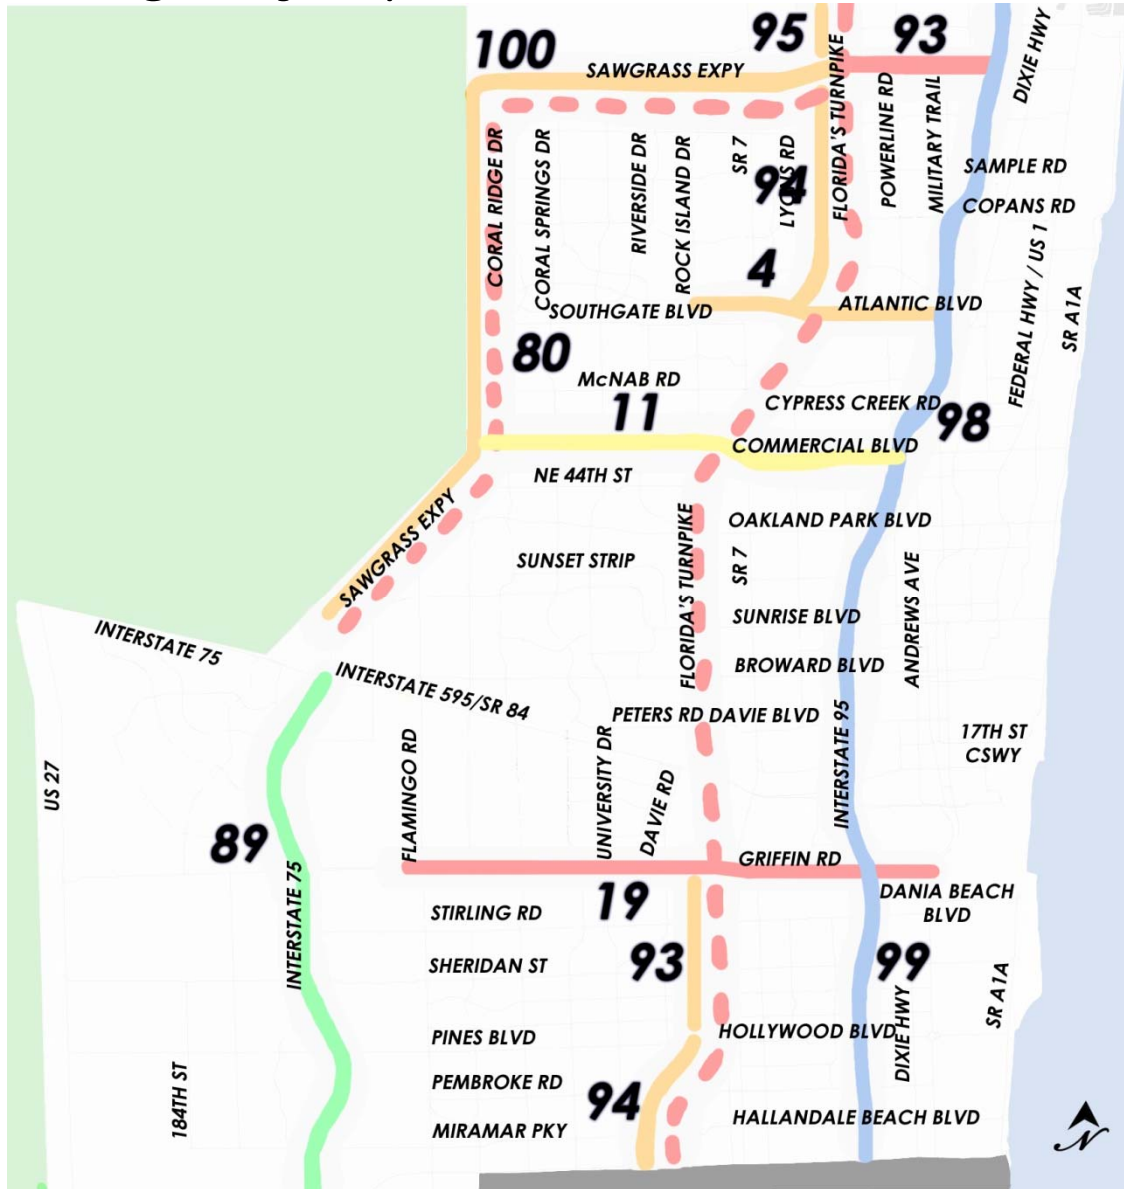 95
93
100
SAWGRASS EXPY
DIXIE HWY
FLORIDA'S TURNPIKE
POWERLINE RD
MILITARY TRAIL
CORAL RIDGE DR
CORAL SPRINGS DR
RIVERSIDE DR
ROCK ISLAND DR
SR 7
LYONS RD
94
SAMPLE RD
COPANS RD
4
FEDERAL HWY / US 1
SR A1A
SOUTHGATE BLVD
ATLANTIC BLVD
80
McNAB RD
11
CYPRESS CREEK RD
98
COMMERCIAL BLVD
NE 44TH ST
SAWGRASS EXPY
FLORIDA'S TURNPIKE
OAKLAND PARK BLVD
SUNSET STRIP
SR 7
ANDREWS AVE
SUNRISE BLVD
INTERSTATE 75
BROWARD BLVD
INTERSTATE 595/SR 84
PETERS RD
DAVIE BLVD
INTERSTATE 95
17TH ST
CSWY
US 27
FLAMINGO RD
UNIVERSITY DR
DAVIE RD
89
GRIFFIN RD
INTERSTATE 75
19
DANIA BEACH
BLVD
STIRLING RD
93
99
SHERIDAN ST
SR A1A
DIXIE HWY
PINES BLVD
HOLLYWOOD BLVD
184TH ST
PEMBROKE RD
94
HALLANDALE BEACH BLVD
MIRAMAR PKY
N